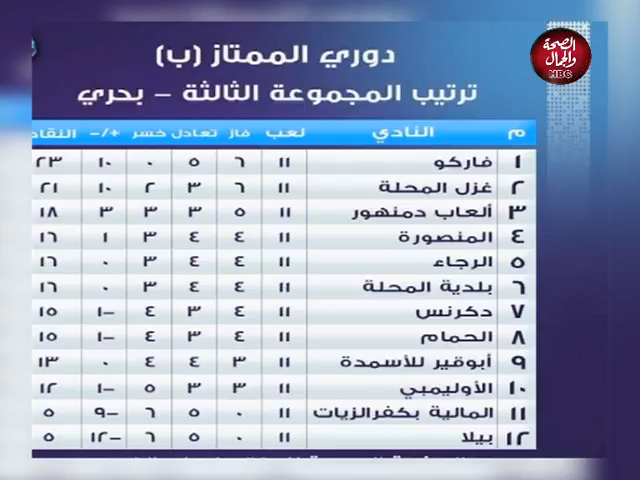 الصحة
والجمال
HBC
دوري الممتاز (ب)
ترتيب المجموعة الثالثة - بحري
م النادي لعب فاز تعادل خسر +/- النقاط
١ فاركو ١١ ٦ ٥ ٠ ١٠ ٢٣
٢ غزل المحلة ١١ ٦ ٣ ٢ ١٠ ٢١
٣ ألعاب دمنهور ١١ ٥ ٣ ٣ ٣ ١٨
٤ المنصورة ١١ ٤ ٤ ٣ ١ ١٦
٥ الرجاء ١١ ٤ ٤ ٣ ٠ ١٦
٦ بلدية المحلة ١١ ٤ ٤ ٣ ٠ ١٦
٧ دكرنس ١١ ٤ ٣ ٤ -١ ١٥
٨ الحمام ١١ ٤ ٣ ٤ -١ ١٥
٩ أبوقير للأسمدة ١١ ٣ ٤ ٤ ٠ ١٣
١٠ الأوليمبي ١١ ٣ ٣ ٥ -١ ١٢
١١ المالية بكفرالزيات ١١ ٠ ٥ ٦ -٩ ٥
١٢ بيلا ١١ ٠ ٥ ٦ -١٢ ٥